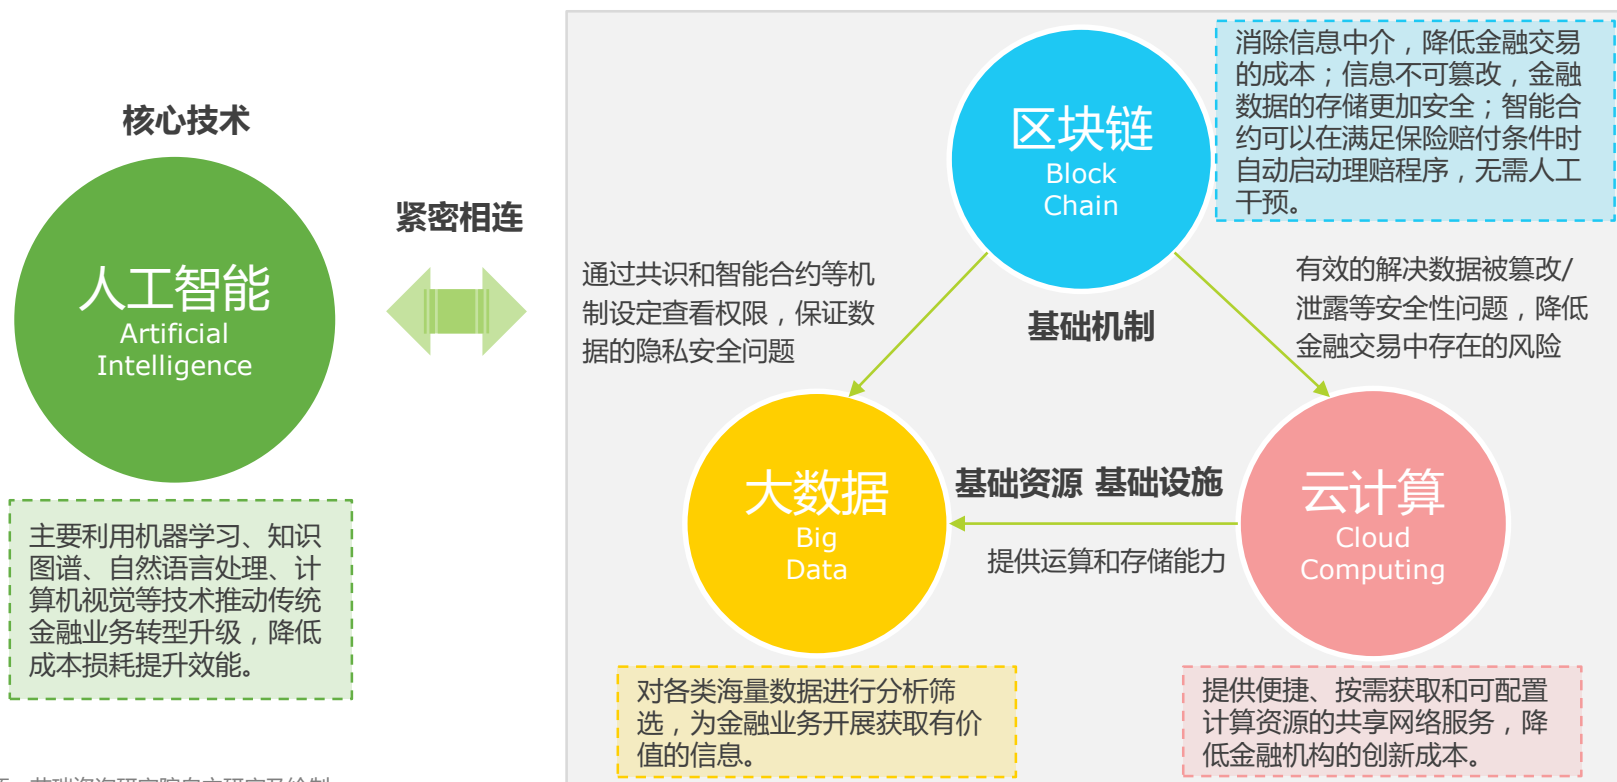 核心技术
人工智能
Artificial
Intelligence
主要利用机器学习、知识
图谱、自然语言处理、计
算机视觉等技术推动传统
金融业务转型升级，降低
成本损耗提升效能。
紧密相连
区块链
Block
Chain
消除信息中介，降低金融交易
的成本；信息不可篡改，金融
数据的存储更加安全；智能合
约可以在满足保险赔付条件时
自动启动理赔程序，无需人工
干预。
通过共识和智能合约等机
制设定查看权限，保证数
据的隐私安全问题
基础机制
有效的解决数据被篡改/
泄露等安全性问题，降低
金融交易中存在的风险
大数据
Big
Data
基础资源 基础设施
提供运算和存储能力
云计算
Cloud
Computing
对各类海量数据进行分析筛
选，为金融业务开展获取有价
值的信息。
提供便捷、按需获取和可配置
计算资源的共享网络服务，降
低金融机构的创新成本。